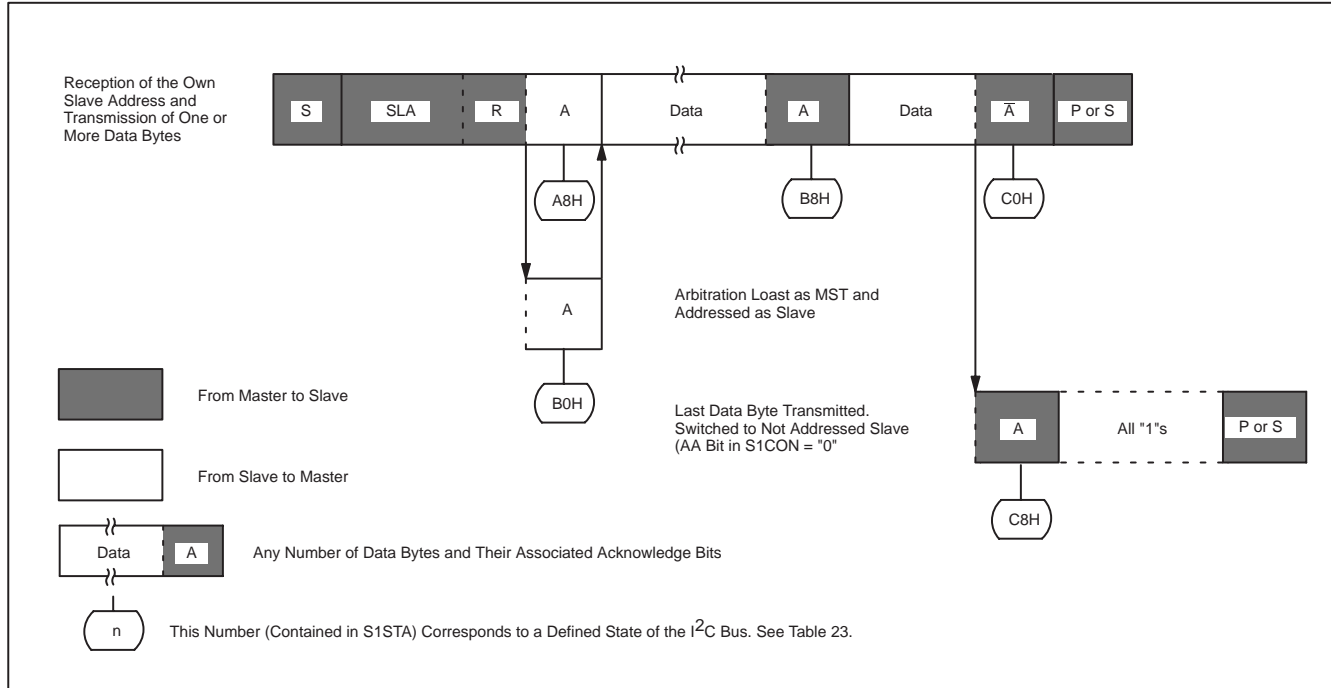 Reception of the Own
Slave Address and
Transmission of One or
More Data Bytes
S SLA R A Data A Data A̅ P or S
A8H B8H C0H
A
Arbitration Loast as MST and
Addressed as Slave
B0H
From Master to Slave
Last Data Byte Transmitted.
Switched to Not Addressed Slave
(AA Bit in S1CON = "0"
A All "1"s P or S
From Slave to Master
C8H
Data A Any Number of Data Bytes and Their Associated Acknowledge Bits
n This Number (Contained in S1STA) Corresponds to a Defined State of the I²C Bus. See Table 23.